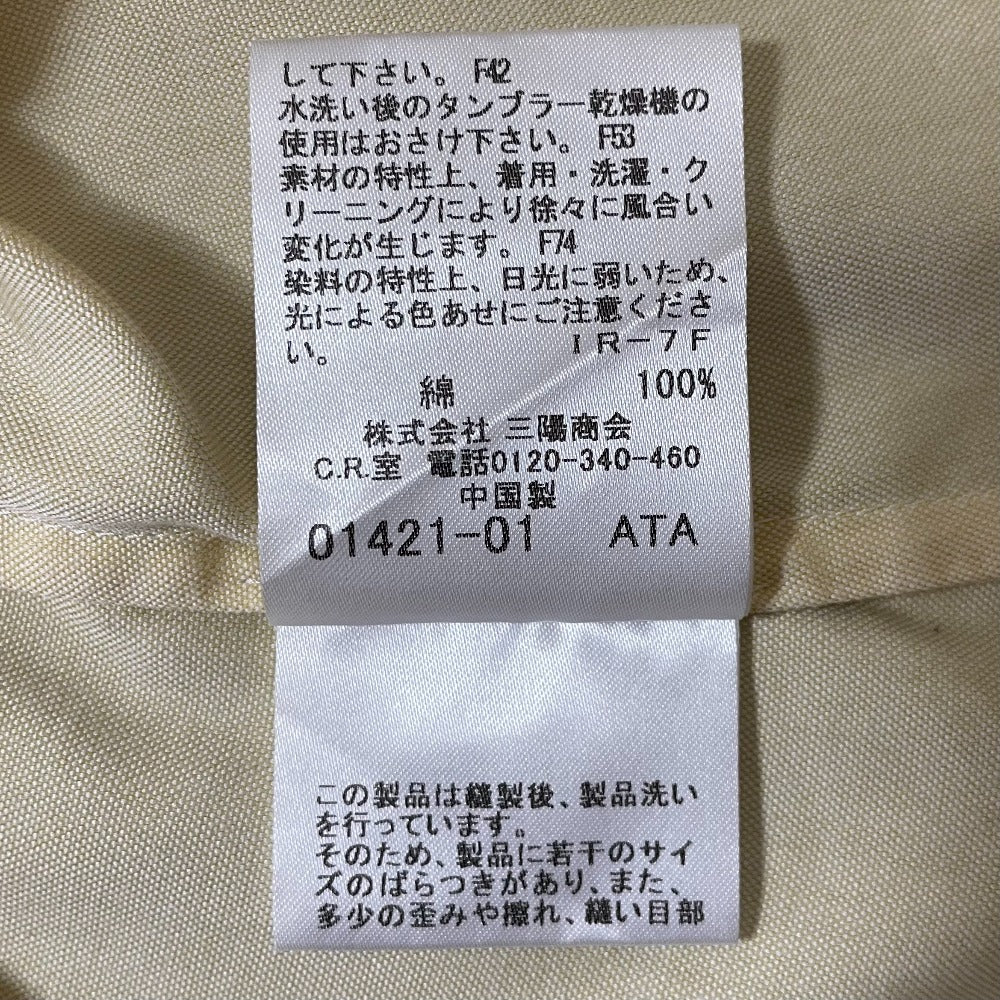 して下さい。 F42
水洗い後のタンブラー乾燥機の
使用はおさけ下さい。 F53
素材の特性上、着用・洗濯・ク
リーニングにより徐々に風合い
変化が生じます。 F74
染料の特性上、日光に弱いため、
光による色あせにご注意くださ
い。 IR-7F
綿 100%
株式会社 三陽商会
C.R.室 電話0120-340-460
中国製
01421-01 ATA
この製品は縫製後、製品洗い
を行っています。
そのため、製品に若干のサイ
ズのばらつきがあり、また、
多少の歪みや擦れ、縫い目部